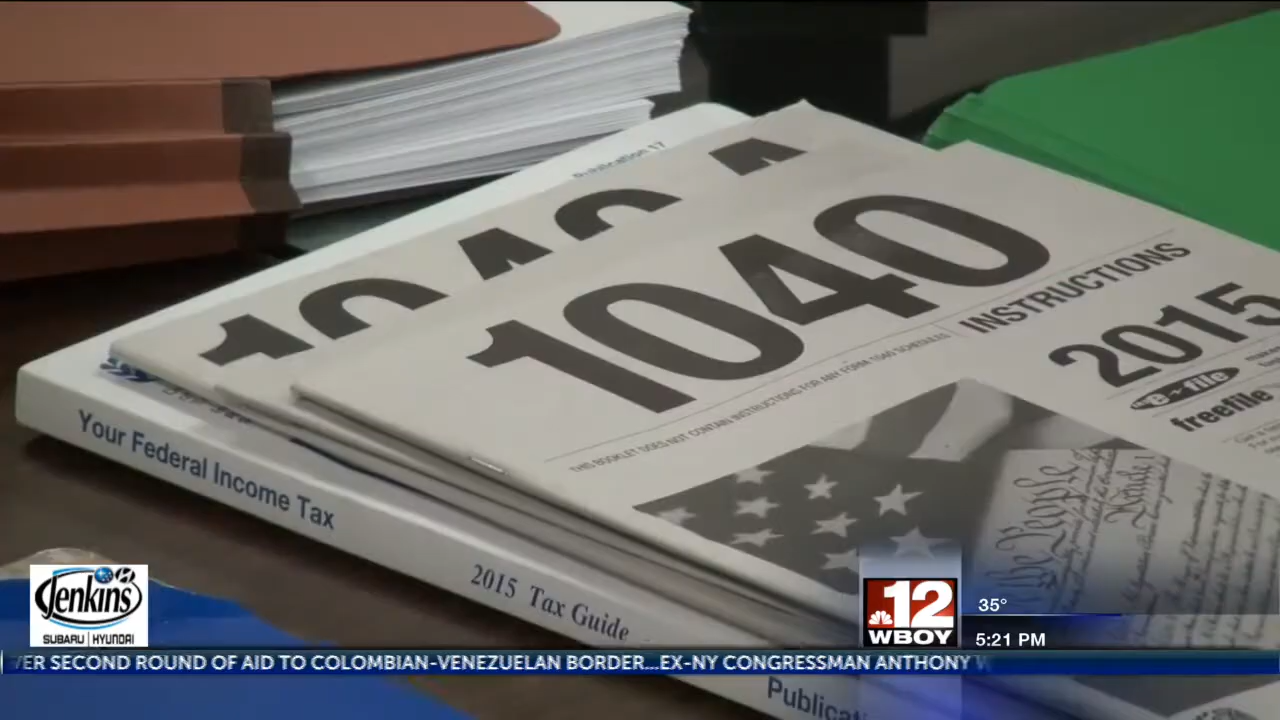 Publication 17
1040
1040
INSTRUCTIONS
THIS BOOKLET DOES NOT CONTAIN INSTRUCTIONS FOR ANY FORM 1040 SCHEDULES
2015
e-file
freefile
We the People
Your Federal Income Tax
2015 Tax Guide
Jenkins
SUBARU | HYUNDAI
12
WBOY
35°
5:21 PM
SECOND ROUND OF AID TO COLOMBIAN-VENEZUELAN BORDER...EX-NY CONGRESSMAN ANTHONY